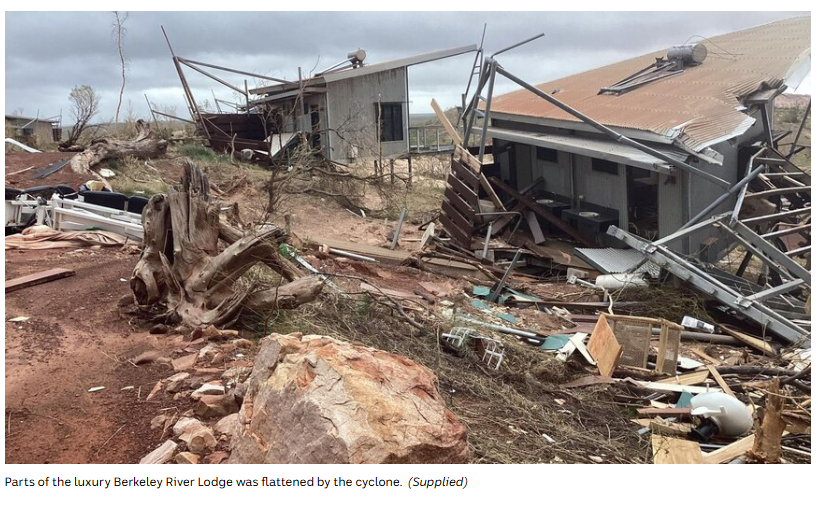 Parts of the luxury Berkeley River Lodge was flattened by the cyclone. (Supplied)